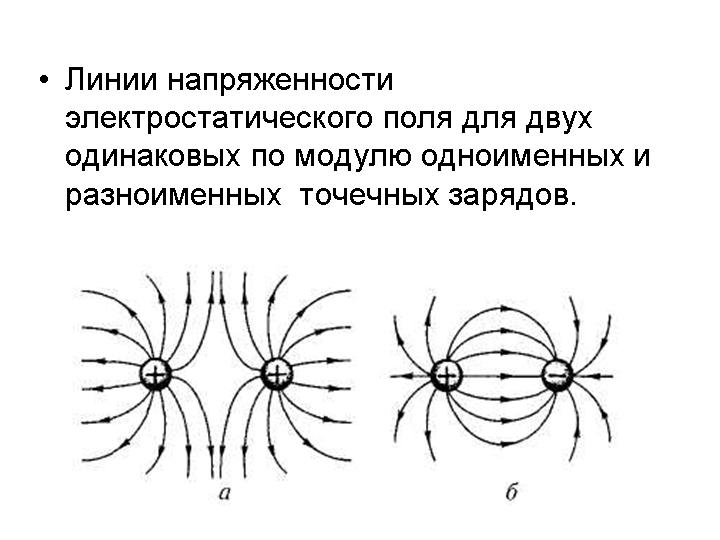 • Линии напряженности
электростатического поля для двух
одинаковых по модулю одноименных и
разноименных  точечных зарядов.
+ + + −
а б